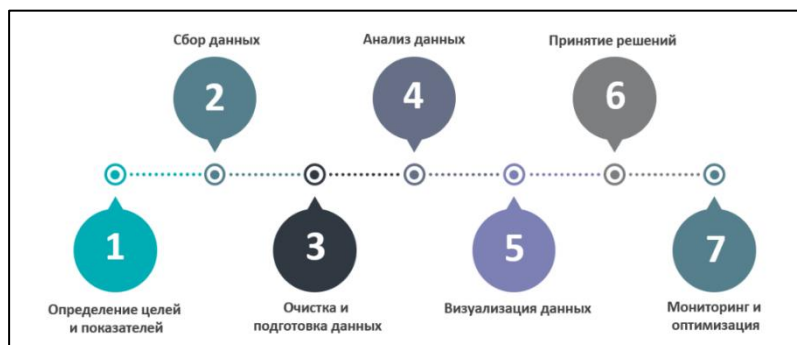 Сбор данных
Анализ данных
Принятие решений
2
4
6
1
3
5
7
Определение целей
и показателей
Очистка и
подготовка данных
Визуализация данных
Мониторинг и
оптимизация